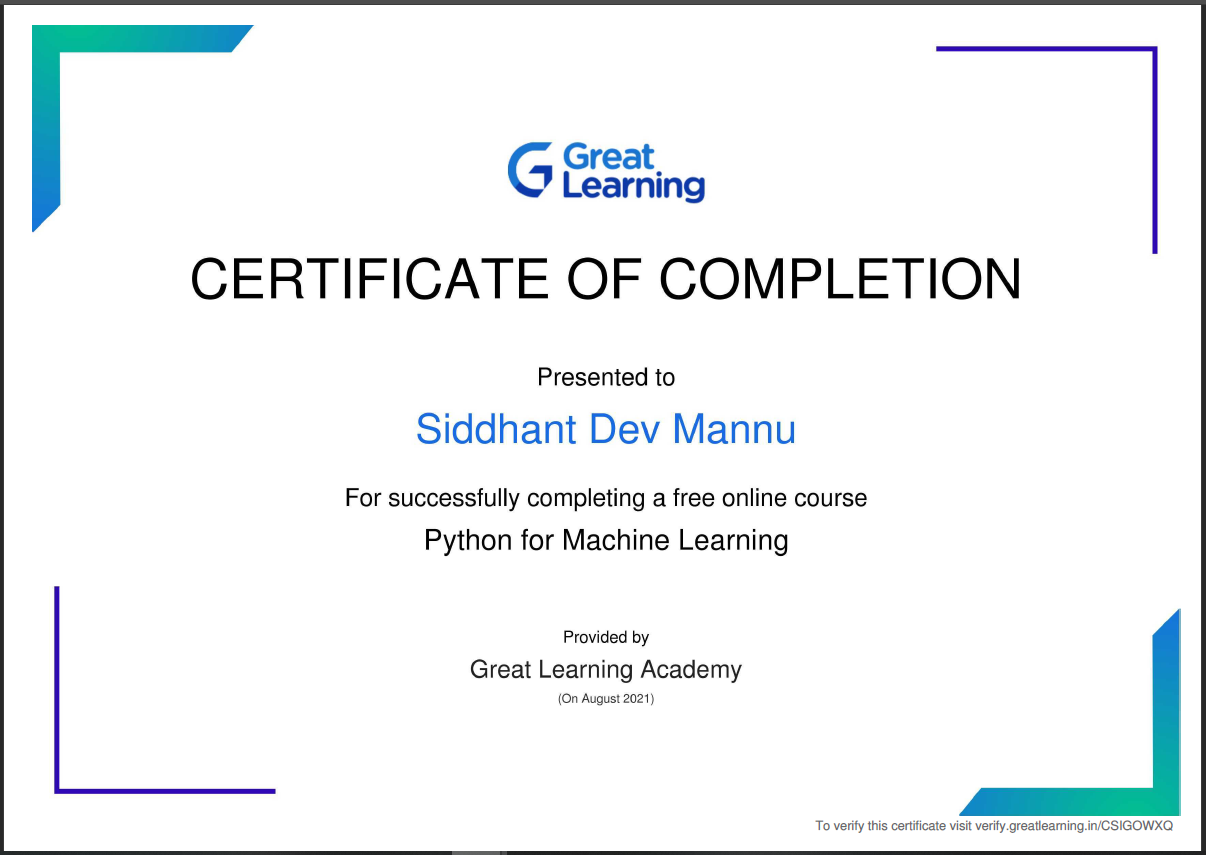 Great
Learning
CERTIFICATE OF COMPLETION
Presented to
Siddhant Dev Mannu
For successfully completing a free online course
Python for Machine Learning
Provided by
Great Learning Academy
(On August 2021)
To verify this certificate visit verify.greatlearning.in/CSIGOWXQ